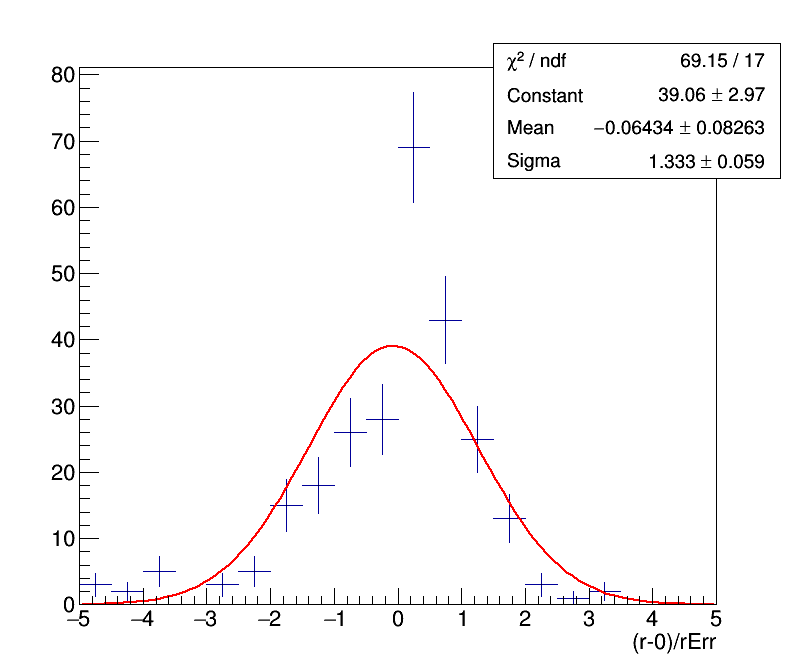 χ² / ndf 69.15 / 17
Constant 39.06 ± 2.97
Mean −0.06434 ± 0.08263
Sigma 1.333 ± 0.059
80
70
60
50
40
30
20
10
0
−5 −4 −3 −2 −1 0 1 2 3 4 5
(r-0)/rErr